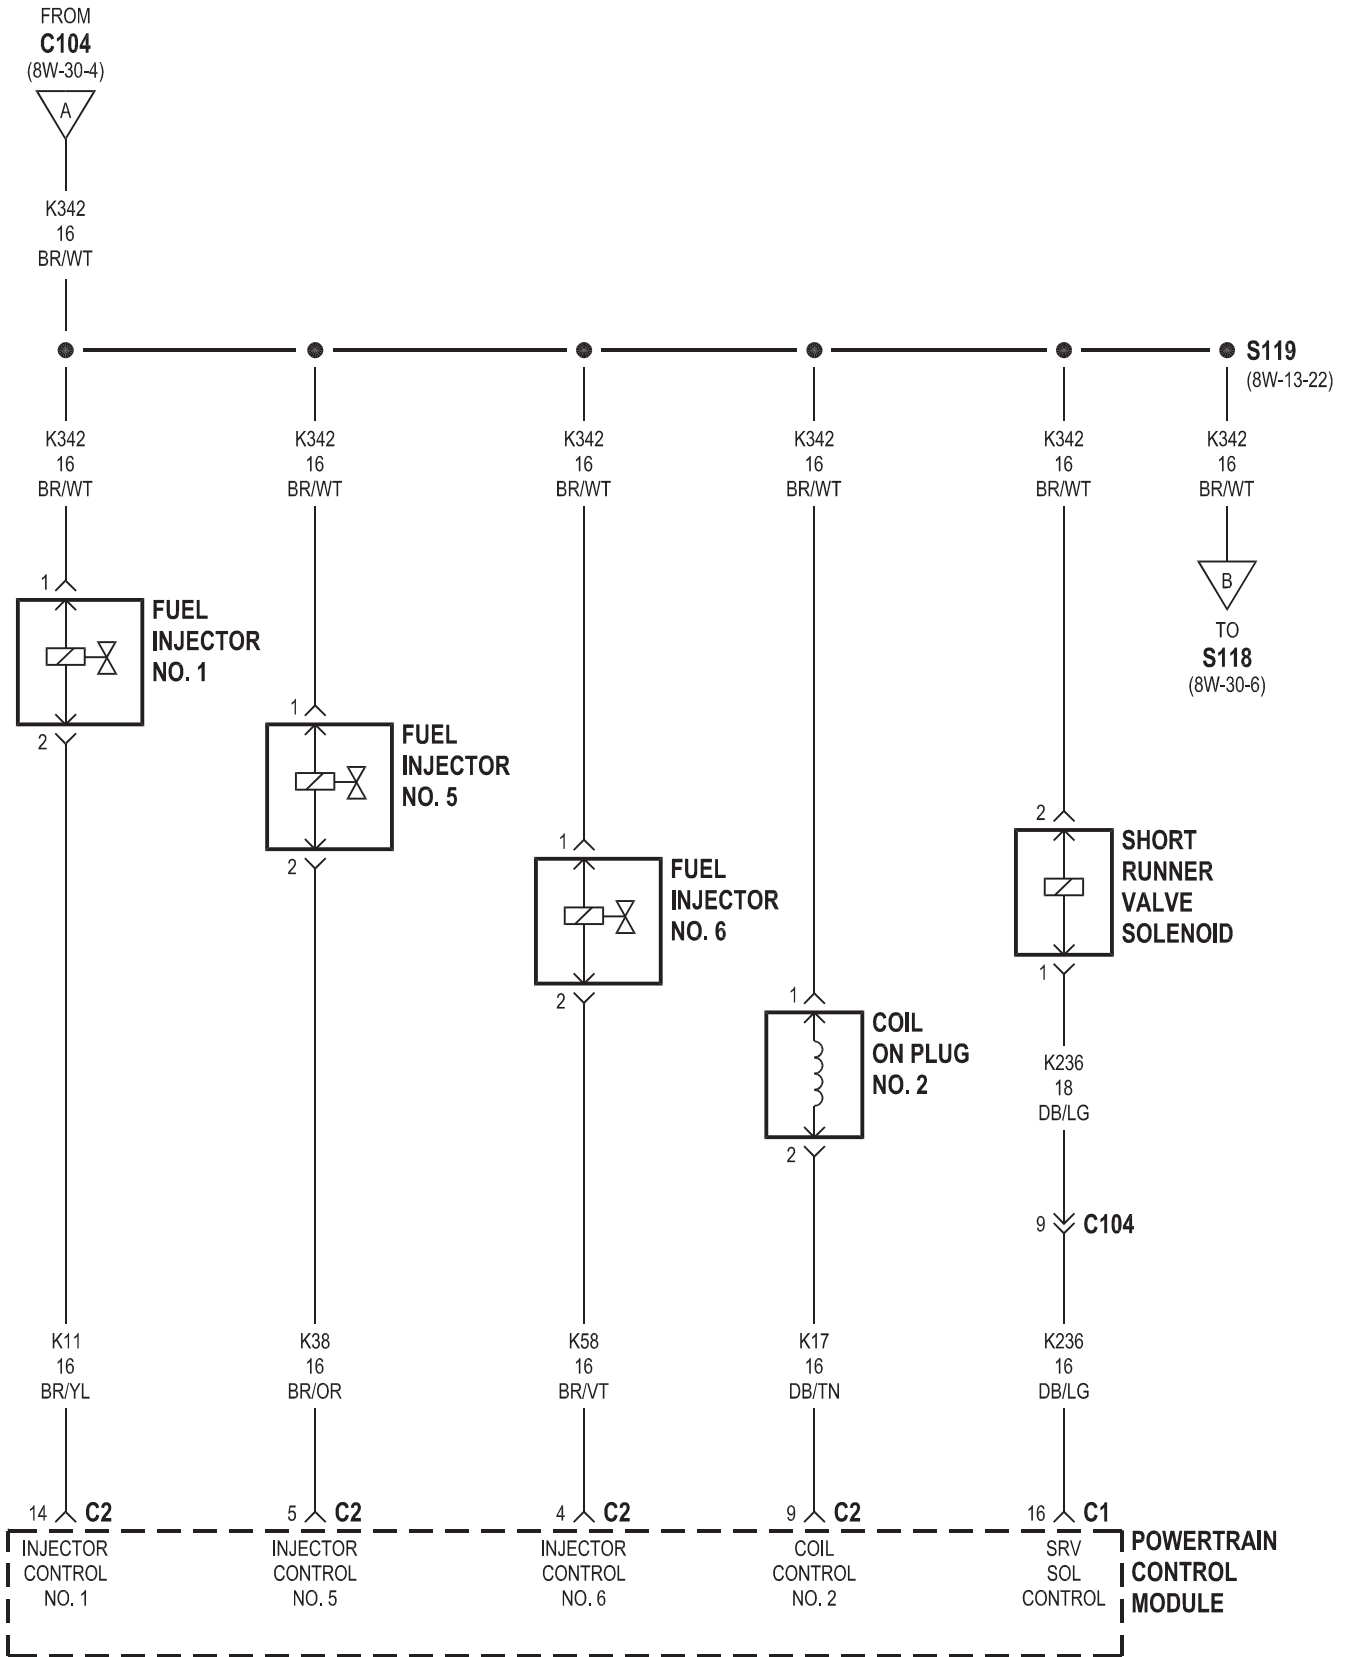 FROM
C104
(8W-30-4)
A
K342
16
BR/WT
S119
(8W-13-22)
K342
16
BR/WT
K342
16
BR/WT
K342
16
BR/WT
K342
16
BR/WT
K342
16
BR/WT
K342
16
BR/WT
B
TO
S118
(8W-30-6)
1
FUEL
INJECTOR
NO. 1
2
1
FUEL
INJECTOR
NO. 5
2
1
FUEL
INJECTOR
NO. 6
2
1
COIL
ON PLUG
NO. 2
2
2
SHORT
RUNNER
VALVE
SOLENOID
1
K236
18
DB/LG
9 C104
K11
16
BR/YL
K38
16
BR/OR
K58
16
BR/VT
K17
16
DB/TN
K236
16
DB/LG
14 C2
5 C2
4 C2
9 C2
16 C1
INJECTOR
CONTROL
NO. 1
INJECTOR
CONTROL
NO. 5
INJECTOR
CONTROL
NO. 6
COIL
CONTROL
NO. 2
SRV
SOL
CONTROL
POWERTRAIN
CONTROL
MODULE